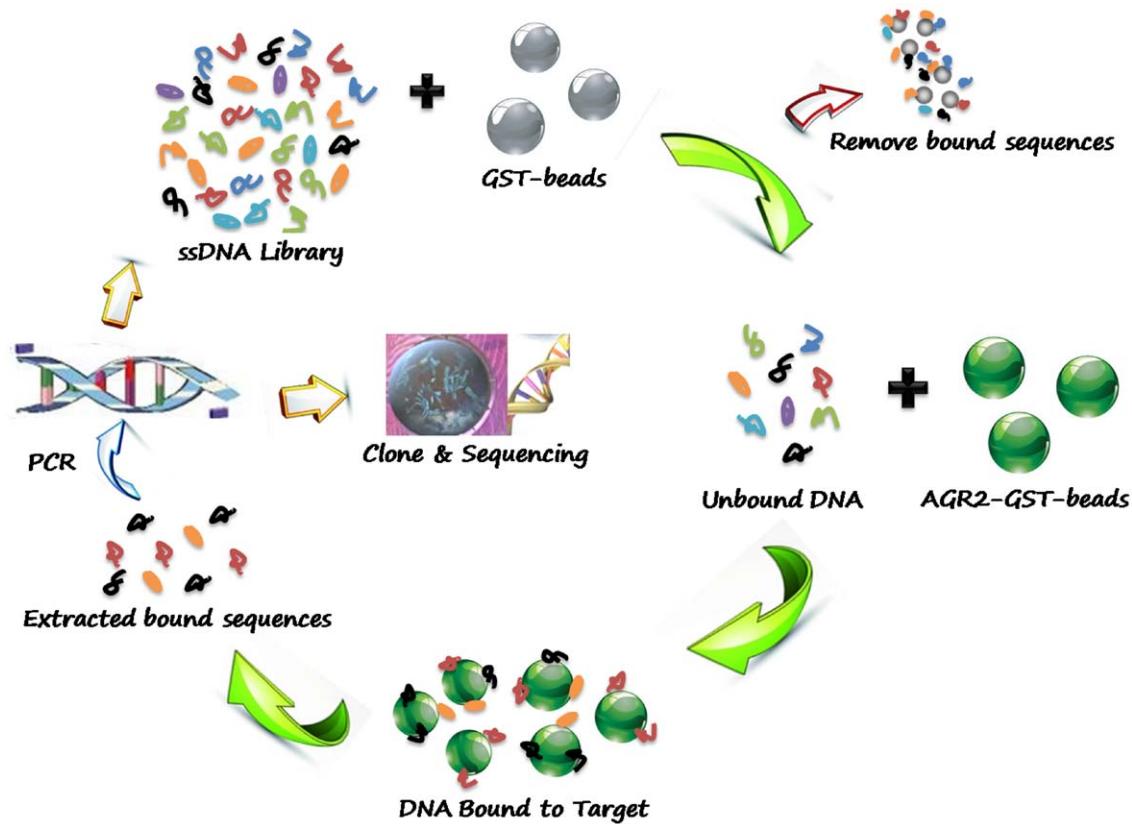 ssDNA Library
GST-beads
Remove bound sequences
PCR
Clone & Sequencing
Unbound DNA
AGR2-GST-beads
Extracted bound sequences
DNA Bound to Target